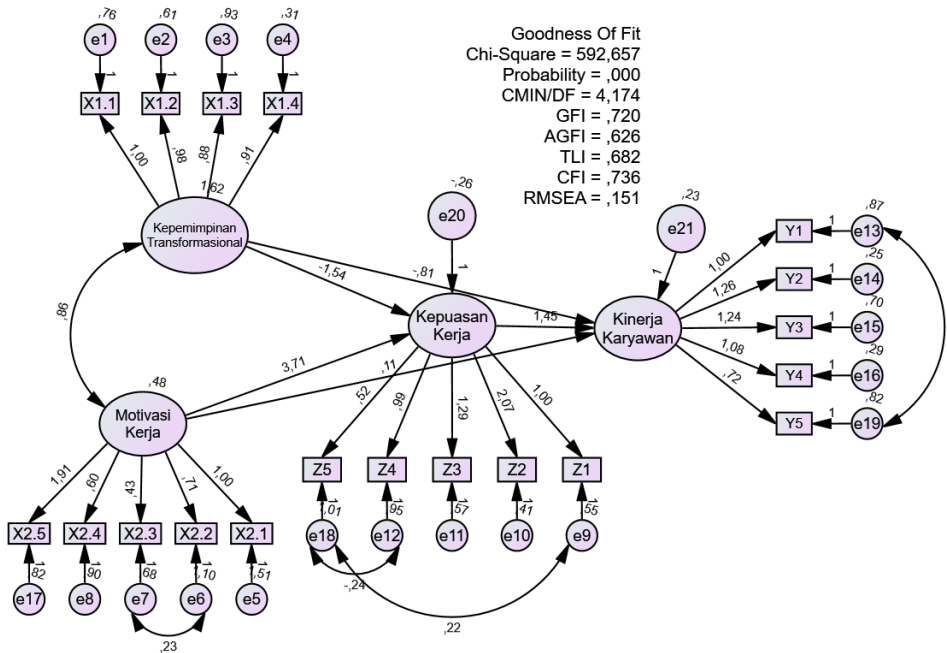 ,76
,61
,93
,31
e1
e2
e3
e4
1
1
1
1
X1.1
X1.2
X1.3
X1.4
1,00
,98
,88
,91
1,62
Kepemimpinan
Transformasional
Goodness Of Fit
Chi-Square = 592,657
Probability = ,000
CMIN/DF = 4,174
GFI = ,720
AGFI = ,626
TLI = ,682
CFI = ,736
RMSEA = ,151
-,26
e20
1
,23
e21
1
-1,54
-,81
,86
Kepuasan
Kerja
1,45
Kinerja
Karyawan
3,71
,11
,48
Motivasi
Kerja
1,00
1,26
1,24
1,08
,72
Y1
1
e13
,87
Y2
1
e14
,25
Y3
1
e15
,70
Y4
1
e16
,29
Y5
1
e19
,82
,52
,99
1,29
2,07
1,00
Z5
Z4
Z3
Z2
Z1
,95
,57
,41
,55
e18
e12
e11
e10
e9
-,24
,22
1,91
,60
,43
,71
1,00
X2.5
X2.4
X2.3
X2.2
X2.1
,82
,90
,68
e17
e8
e7
e6
e5
,23